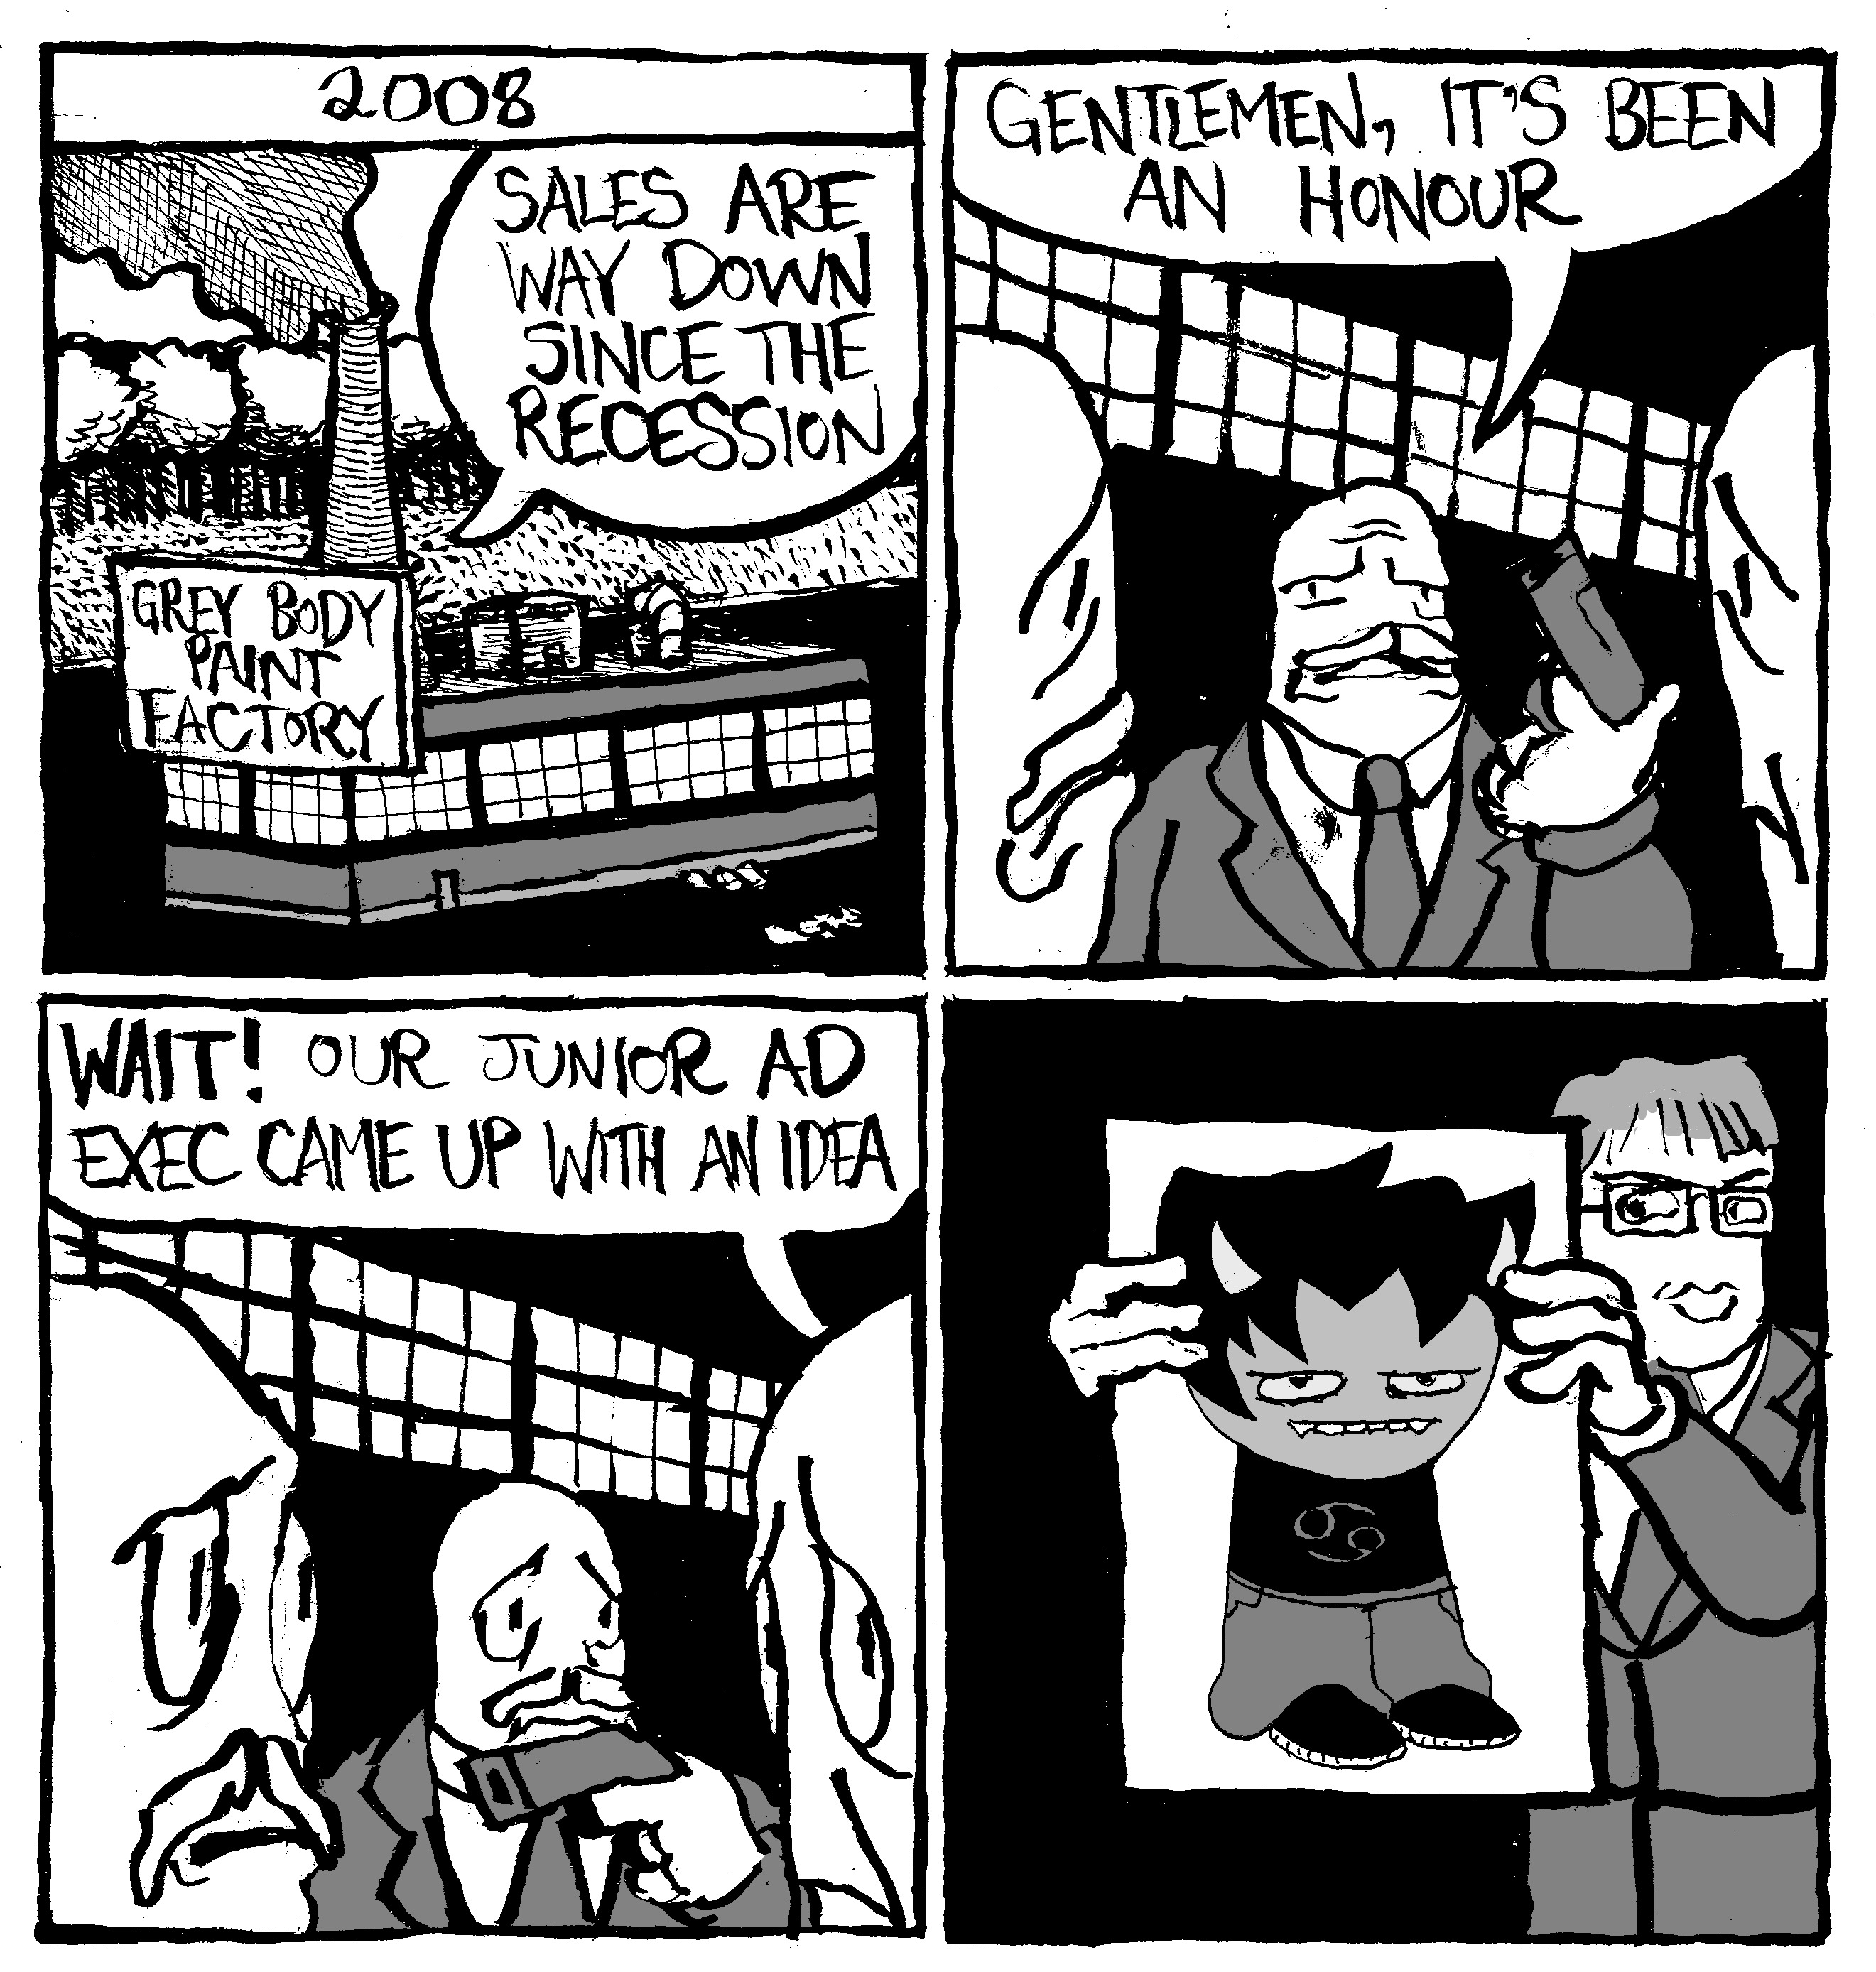 2008
SALES ARE
WAY DOWN
SINCE THE
RECESSION
GREY BODY
PAINT
FACTORY
GENTLEMEN, IT'S BEEN
AN HONOUR
WAIT! OUR JUNIOR AD
EXEC CAME UP WITH AN IDEA